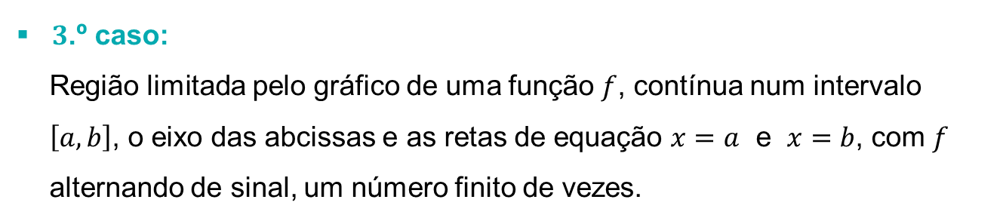 ▪ 3.º caso:
Região limitada pelo gráfico de uma função f, contínua num intervalo
[a, b], o eixo das abcissas e as retas de equação x = a e x = b, com f
alternando de sinal, um número finito de vezes.